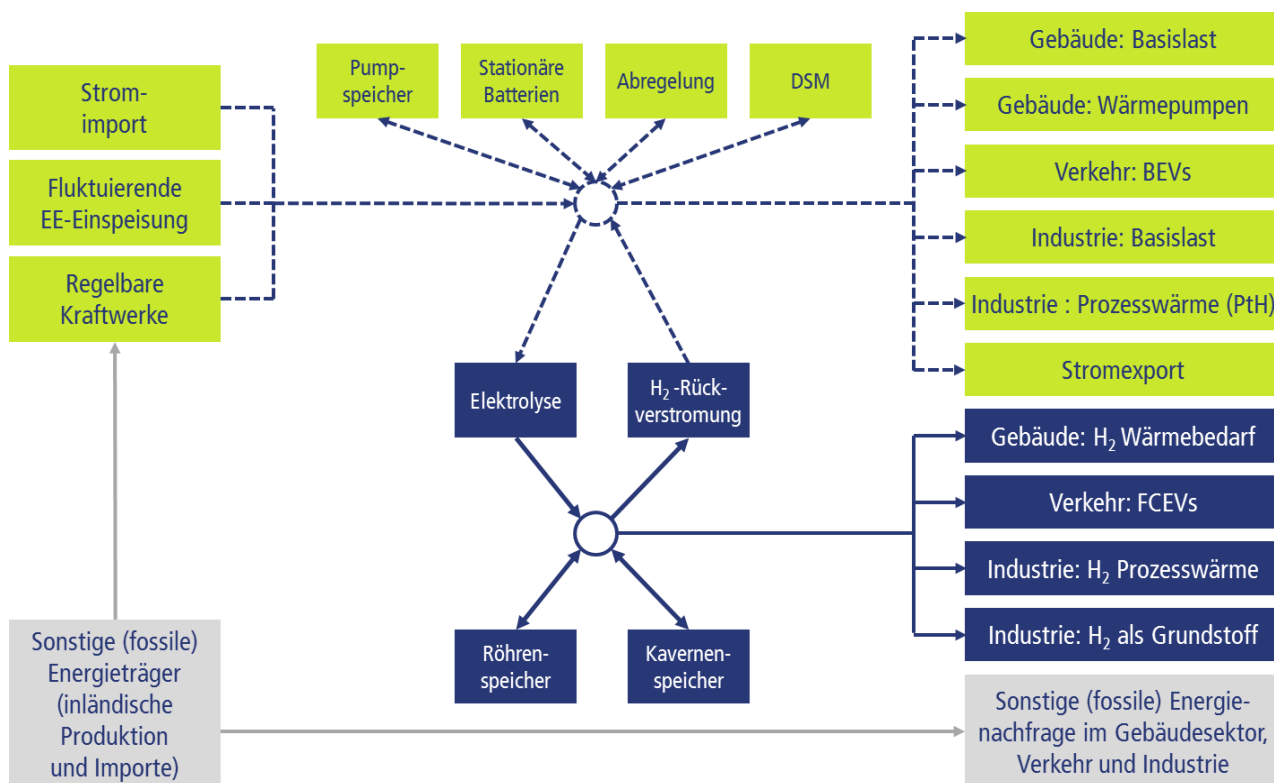 Strom-
import
Fluktuierende
EE-Einspeisung
Regelbare
Kraftwerke
Sonstige (fossile)
Energieträger
(inländische
Produktion
und Importe)
Pump-
speicher
Stationäre
Batterien
Abregelung
DSM
Elektrolyse
H₂ -Rück-
verstromung
Röhren-
speicher
Kavernen-
speicher
Gebäude: Basislast
Gebäude: Wärmepumpen
Verkehr: BEVs
Industrie: Basislast
Industrie : Prozesswärme (PtH)
Stromexport
Gebäude: H₂ Wärmebedarf
Verkehr: FCEVs
Industrie: H₂ Prozesswärme
Industrie: H₂ als Grundstoff
Sonstige (fossile) Energie-
nachfrage im Gebäudesektor,
Verkehr und Industrie